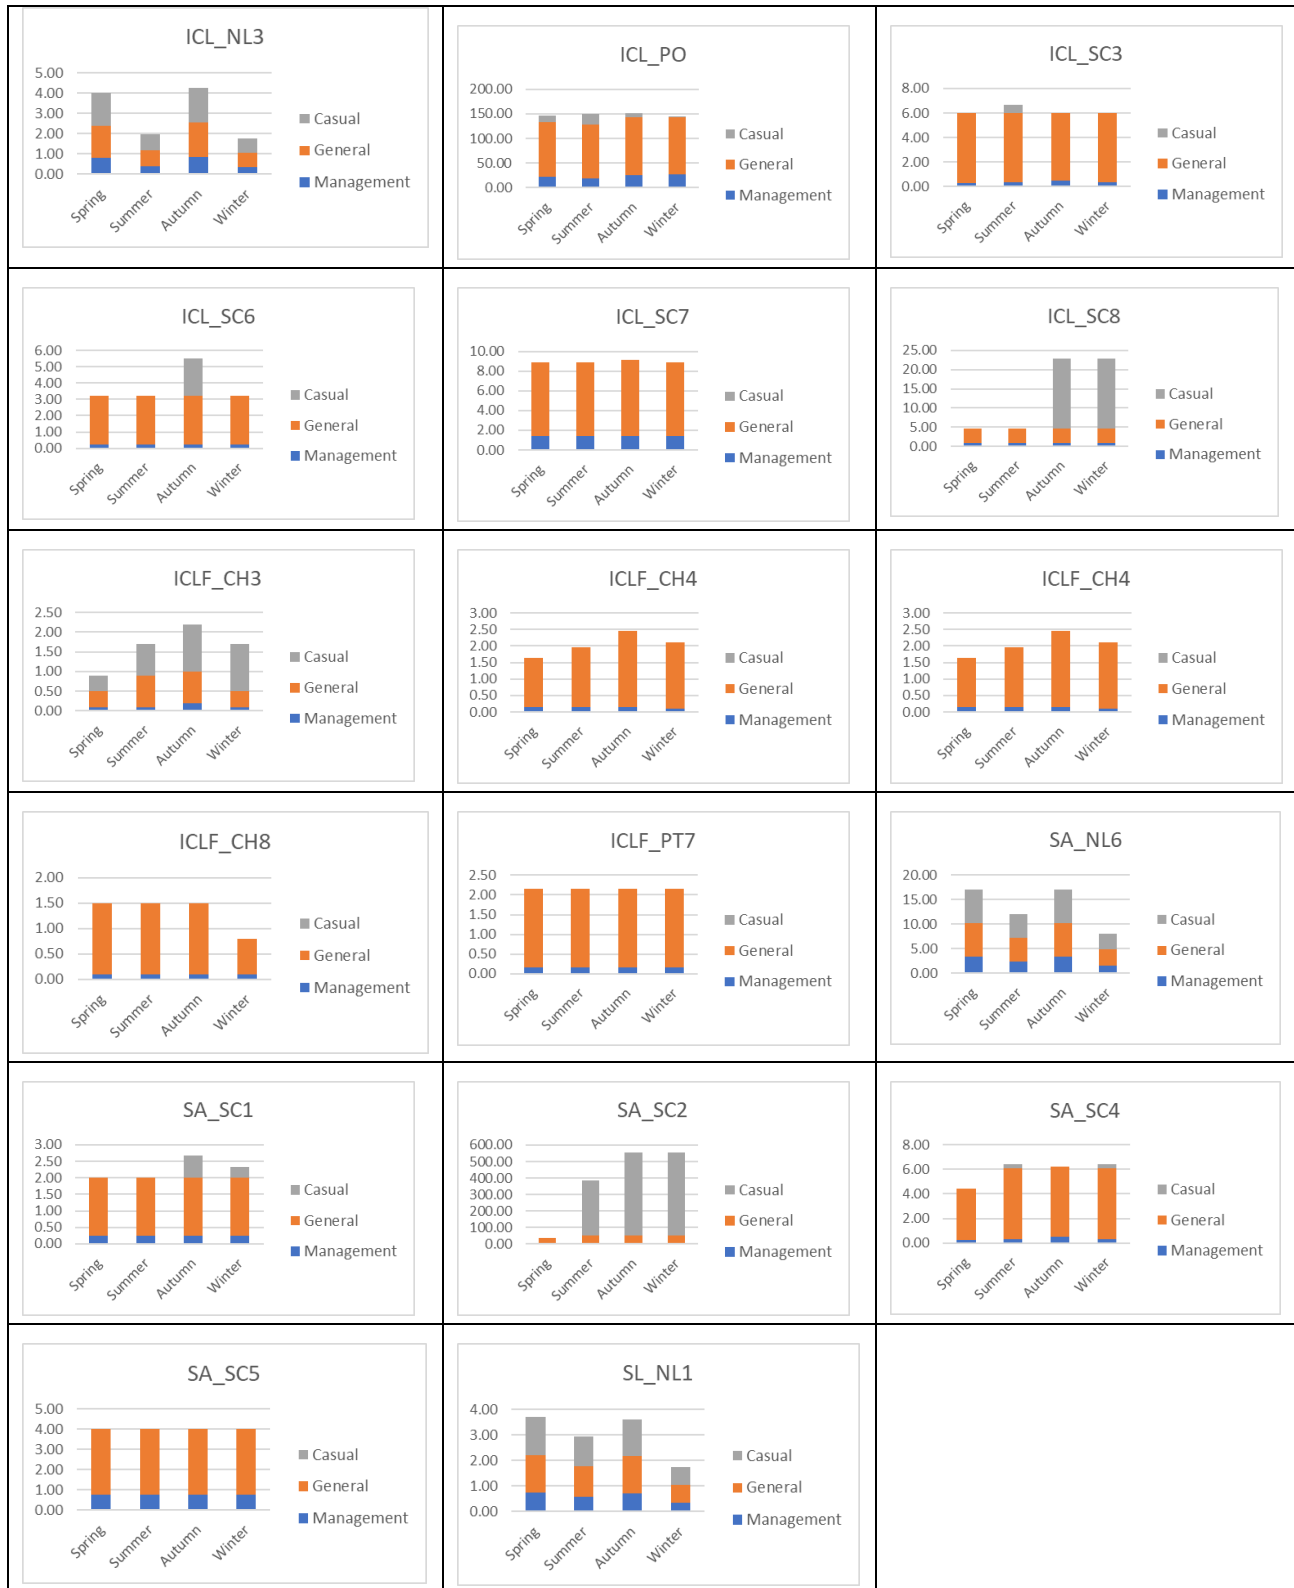 ICL_NL3
5.00
4.00
3.00
2.00
1.00
0.00
Casual
General
Management
Spring
Summer
Autumn
Winter
ICL_PO
200.00
150.00
100.00
50.00
0.00
Casual
General
Management
Spring
Summer
Autumn
Winter
ICL_SC3
8.00
6.00
4.00
2.00
0.00
Casual
General
Management
Spring
Summer
Autumn
Winter
ICL_SC6
6.00
5.00
4.00
3.00
2.00
1.00
0.00
Casual
General
Management
Spring
Summer
Autumn
Winter
ICL_SC7
10.00
8.00
6.00
4.00
2.00
0.00
Casual
General
Management
Spring
Summer
Autumn
Winter
ICL_SC8
25.00
20.00
15.00
10.00
5.00
0.00
Casual
General
Management
Spring
Summer
Autumn
Winter
ICLF_CH3
2.50
2.00
1.50
1.00
0.50
0.00
Casual
General
Management
Spring
Summer
Autumn
Winter
ICLF_CH4
3.00
2.50
2.00
1.50
1.00
0.50
0.00
Casual
General
Management
Spring
Summer
Autumn
Winter
ICLF_CH4
3.00
2.50
2.00
1.50
1.00
0.50
0.00
Casual
General
Management
Spring
Summer
Autumn
Winter
ICLF_CH8
2.00
1.50
1.00
0.50
0.00
Casual
General
Management
Spring
Summer
Autumn
Winter
ICLF_PT7
2.50
2.00
1.50
1.00
0.50
0.00
Casual
General
Management
Spring
Summer
Autumn
Winter
SA_NL6
20.00
15.00
10.00
5.00
0.00
Casual
General
Management
Spring
Summer
Autumn
Winter
SA_SC1
3.00
2.50
2.00
1.50
1.00
0.50
0.00
Casual
General
Management
Spring
Summer
Autumn
Winter
SA_SC2
600.00
500.00
400.00
300.00
200.00
100.00
0.00
Casual
General
Management
Spring
Summer
Autumn
Winter
SA_SC4
8.00
6.00
4.00
2.00
0.00
Casual
General
Management
Spring
Summer
Autumn
Winter
SA_SC5
5.00
4.00
3.00
2.00
1.00
0.00
Casual
General
Management
Spring
Summer
Autumn
Winter
SL_NL1
4.00
3.00
2.00
1.00
0.00
Casual
General
Management
Spring
Summer
Autumn
Winter